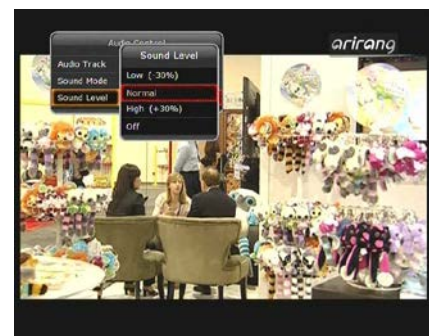 arirang
Audio Control
Sound Level
Audio Track
Sound Mode
Sound Level
Low (-30%)
Normal
High (+30%)
Off